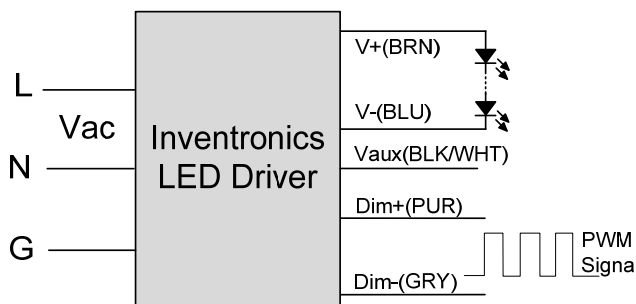 V+(BRN)
L
Vac
V-(BLU)
Inventronics
LED Driver
Vaux(BLK/WHT)
N
Dim+(PUR)
G
PWM
Signa
Dim-(GRY)